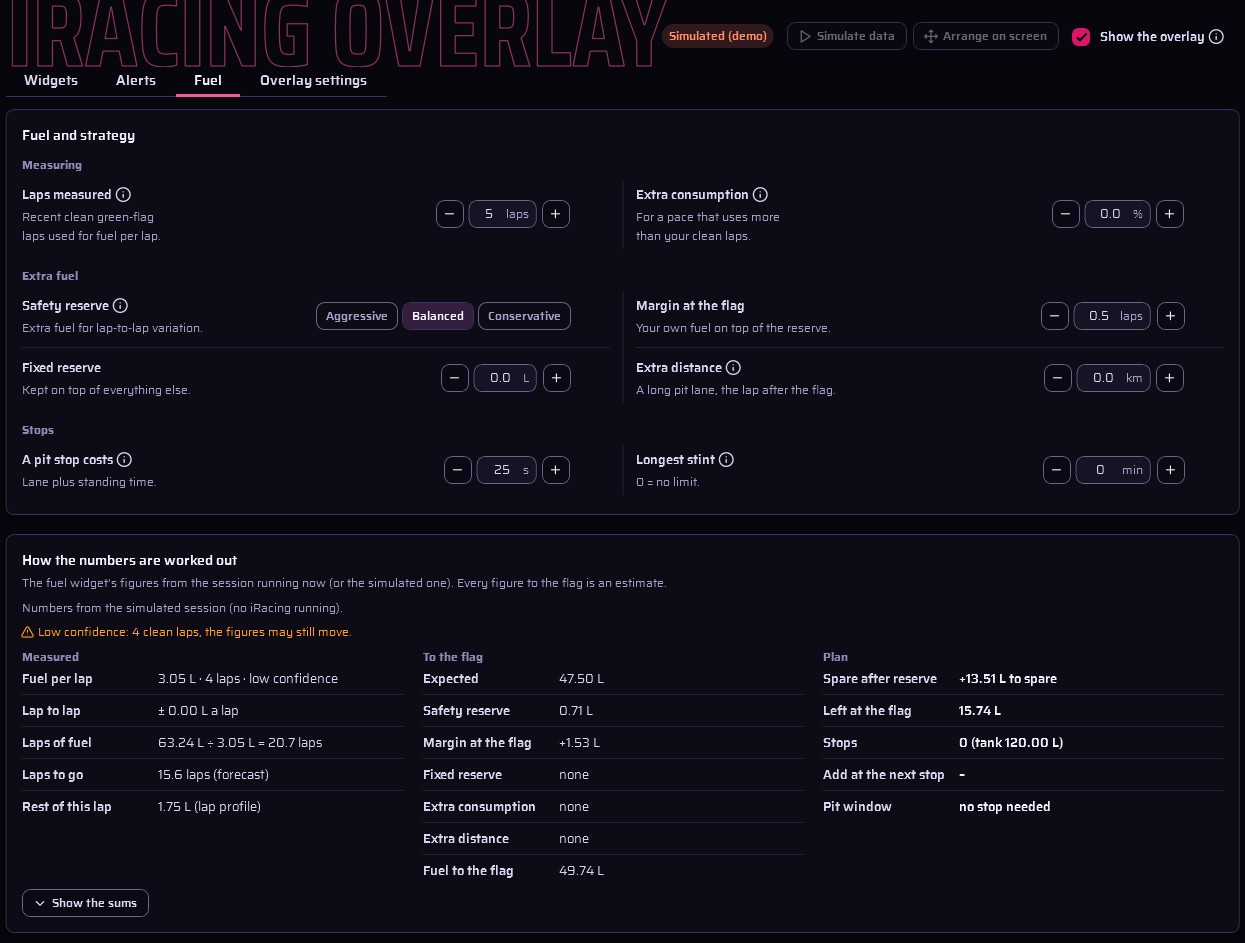 IRACING OVERLAY
Simulated (demo)
Simulate data
Arrange on screen
Show the overlay
Widgets
Alerts
Fuel
Overlay settings
Fuel and strategy
Measuring
Laps measured
Recent clean green-flag
laps used for fuel per lap.
− 5 laps +
Extra consumption
For a pace that uses more
than your clean laps.
− 0.0 % +
Extra fuel
Safety reserve
Extra fuel for lap-to-lap variation.
Aggressive
Balanced
Conservative
Margin at the flag
Your own fuel on top of the reserve.
− 0.5 laps +
Fixed reserve
Kept on top of everything else.
− 0.0 L +
Extra distance
A long pit lane, the lap after the flag.
− 0.0 km +
Stops
A pit stop costs
Lane plus standing time.
− 25 s +
Longest stint
0 = no limit.
− 0 min +
How the numbers are worked out
The fuel widget's figures from the session running now (or the simulated one). Every figure to the flag is an estimate.
Numbers from the simulated session (no iRacing running).
Low confidence: 4 clean laps, the figures may still move.
Measured
Fuel per lap 3.05 L · 4 laps · low confidence
Lap to lap ± 0.00 L a lap
Laps of fuel 63.24 L ÷ 3.05 L = 20.7 laps
Laps to go 15.6 laps (forecast)
Rest of this lap 1.75 L (lap profile)
To the flag
Expected 47.50 L
Safety reserve 0.71 L
Margin at the flag +1.53 L
Fixed reserve none
Extra consumption none
Extra distance none
Fuel to the flag 49.74 L
Plan
Spare after reserve +13.51 L to spare
Left at the flag 15.74 L
Stops 0 (tank 120.00 L)
Add at the next stop –
Pit window no stop needed
Show the sums